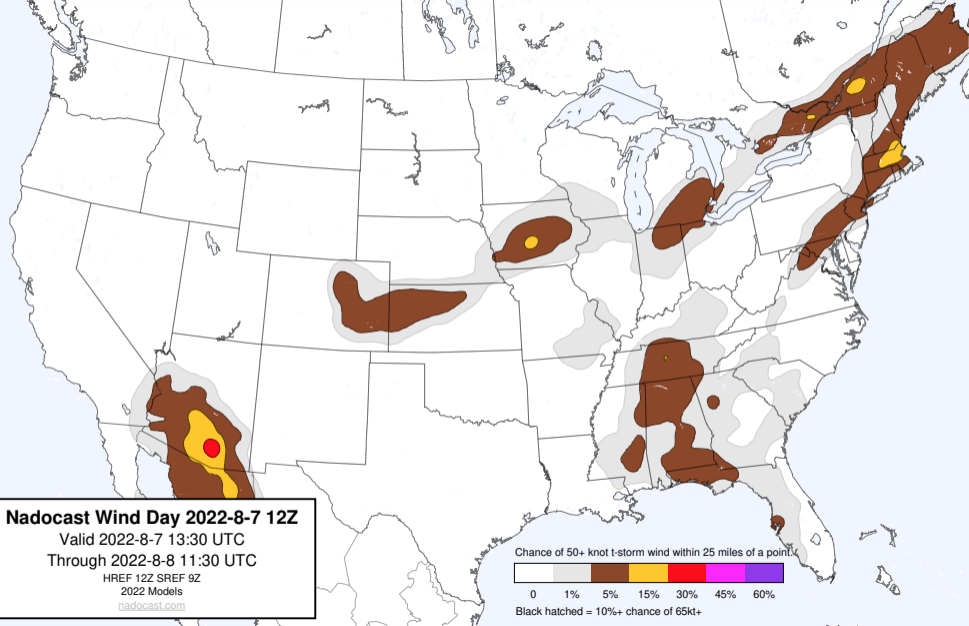 Nadocast Wind Day 2022-8-7 12Z
Valid 2022-8-7 13:30 UTC
Through 2022-8-8 11:30 UTC
HREF 12Z SREF 9Z
2022 Models
nadocast.com
Chance of 50+ knot t-storm wind within 25 miles of a point.
0 1% 5% 15% 30% 45% 60%
Black hatched = 10%+ chance of 65kt+